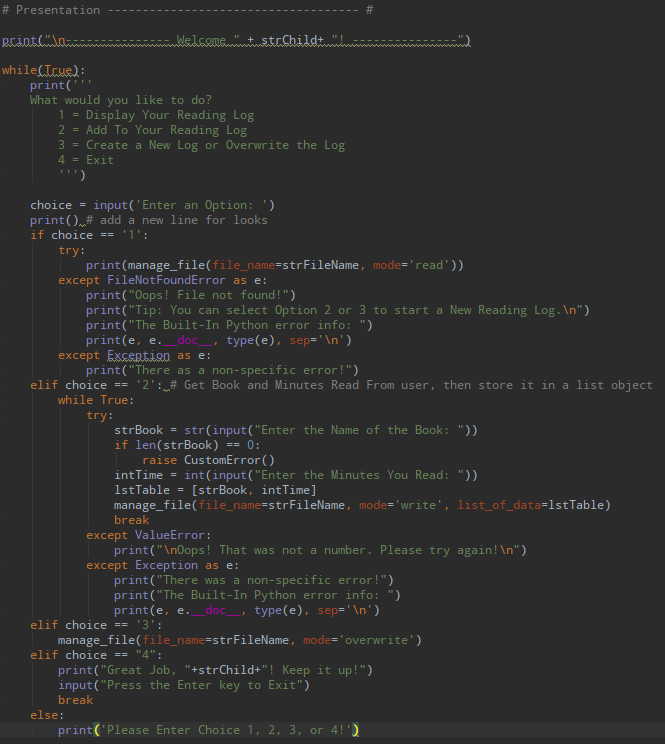 # Presentation ------------------------------------ #

print("\n--------------- Welcome " + strChild+ "! ---------------")

while(True):
    print('''
    What would you like to do?
        1 = Display Your Reading Log
        2 = Add To Your Reading Log
        3 = Create a New Log or Overwrite the Log
        4 = Exit
        ''')

    choice = input('Enter an Option: ')
    print() # add a new line for looks
    if choice == '1':
        try:
            print(manage_file(file_name=strFileName, mode='read'))
        except FileNotFoundError as e:
            print("Oops! File not found!")
            print("Tip: You can select Option 2 or 3 to start a New Reading Log.\n")
            print("The Built-In Python error info: ")
            print(e, e.__doc__, type(e), sep='\n')
        except Exception as e:
            print("There as a non-specific error!")
    elif choice == '2': # Get Book and Minutes Read From user, then store it in a list object
        while True:
            try:
                strBook = str(input("Enter the Name of the Book: "))
                if len(strBook) == 0:
                    raise CustomError()
                intTime = int(input("Enter the Minutes You Read: "))
                lstTable = [strBook, intTime]
                manage_file(file_name=strFileName, mode='write', list_of_data=lstTable)
                break
            except ValueError:
                print("\nOops! That was not a number. Please try again!\n")
            except Exception as e:
                print("There was a non-specific error!")
                print("The Built-In Python error info: ")
                print(e, e.__doc__, type(e), sep='\n')
    elif choice == '3':
        manage_file(file_name=strFileName, mode='overwrite')
    elif choice == "4":
        print("Great Job, "+strChild+"! Keep it up!")
        input("Press the Enter key to Exit")
        break
    else:
        print('Please Enter Choice 1, 2, 3, or 4!')